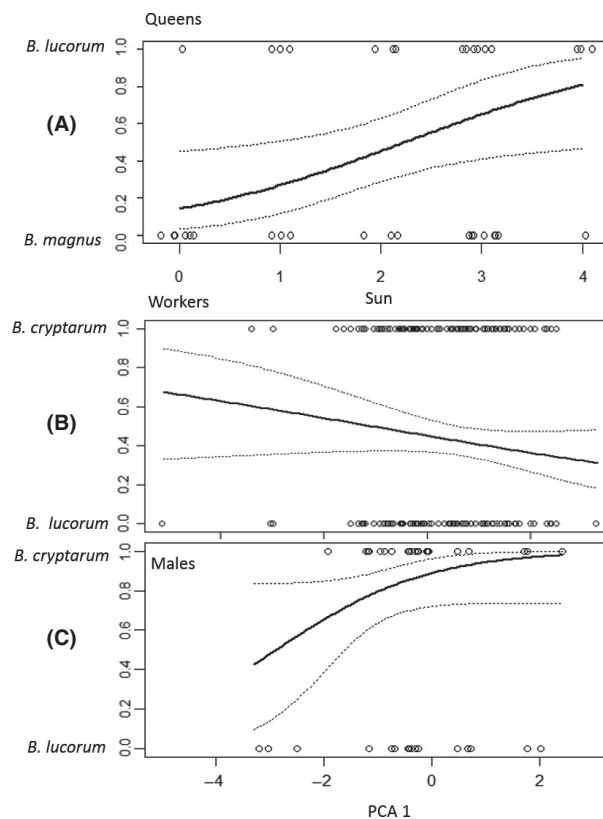 Queens
B. lucorum
1.0
0.8
(A)
0.6
0.4
0.2
B. magnus
0.0
0 1 2 3 4
Workers
Sun
B. cryptarum
1.0
0.8
(B)
0.6
0.4
0.2
B. lucorum
0.0
B. cryptarum
1.0
Males
0.8
(C)
0.6
0.4
0.2
B. lucorum
0.0
−4 −2 0 2
PCA 1